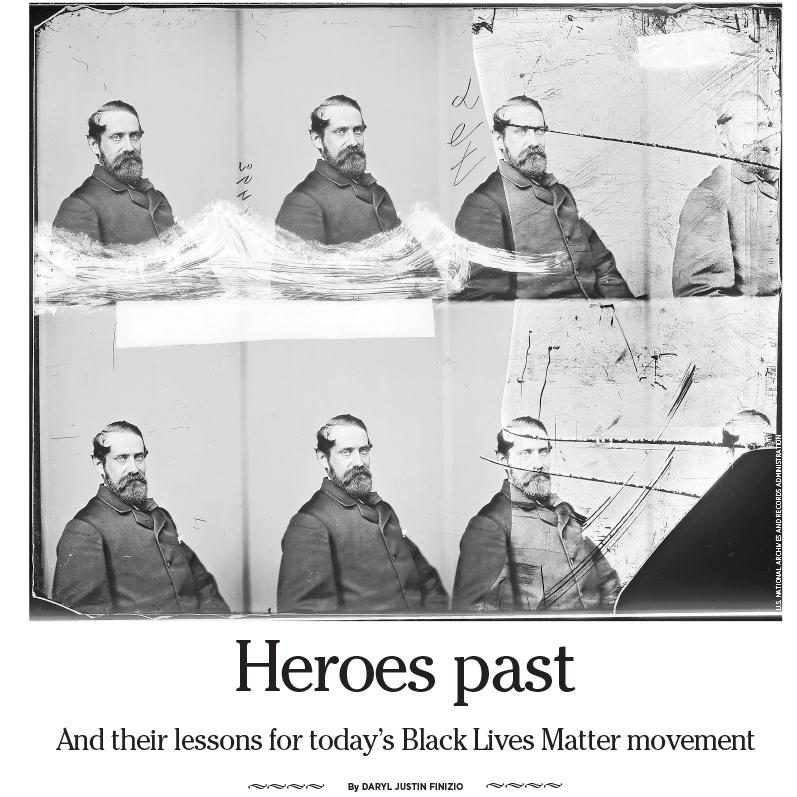 U.S. NATIONAL ARCHIVES AND RECORDS ADMINISTRATION
Heroes past
And their lessons for today's Black Lives Matter movement
By DARYL JUSTIN FINIZIO